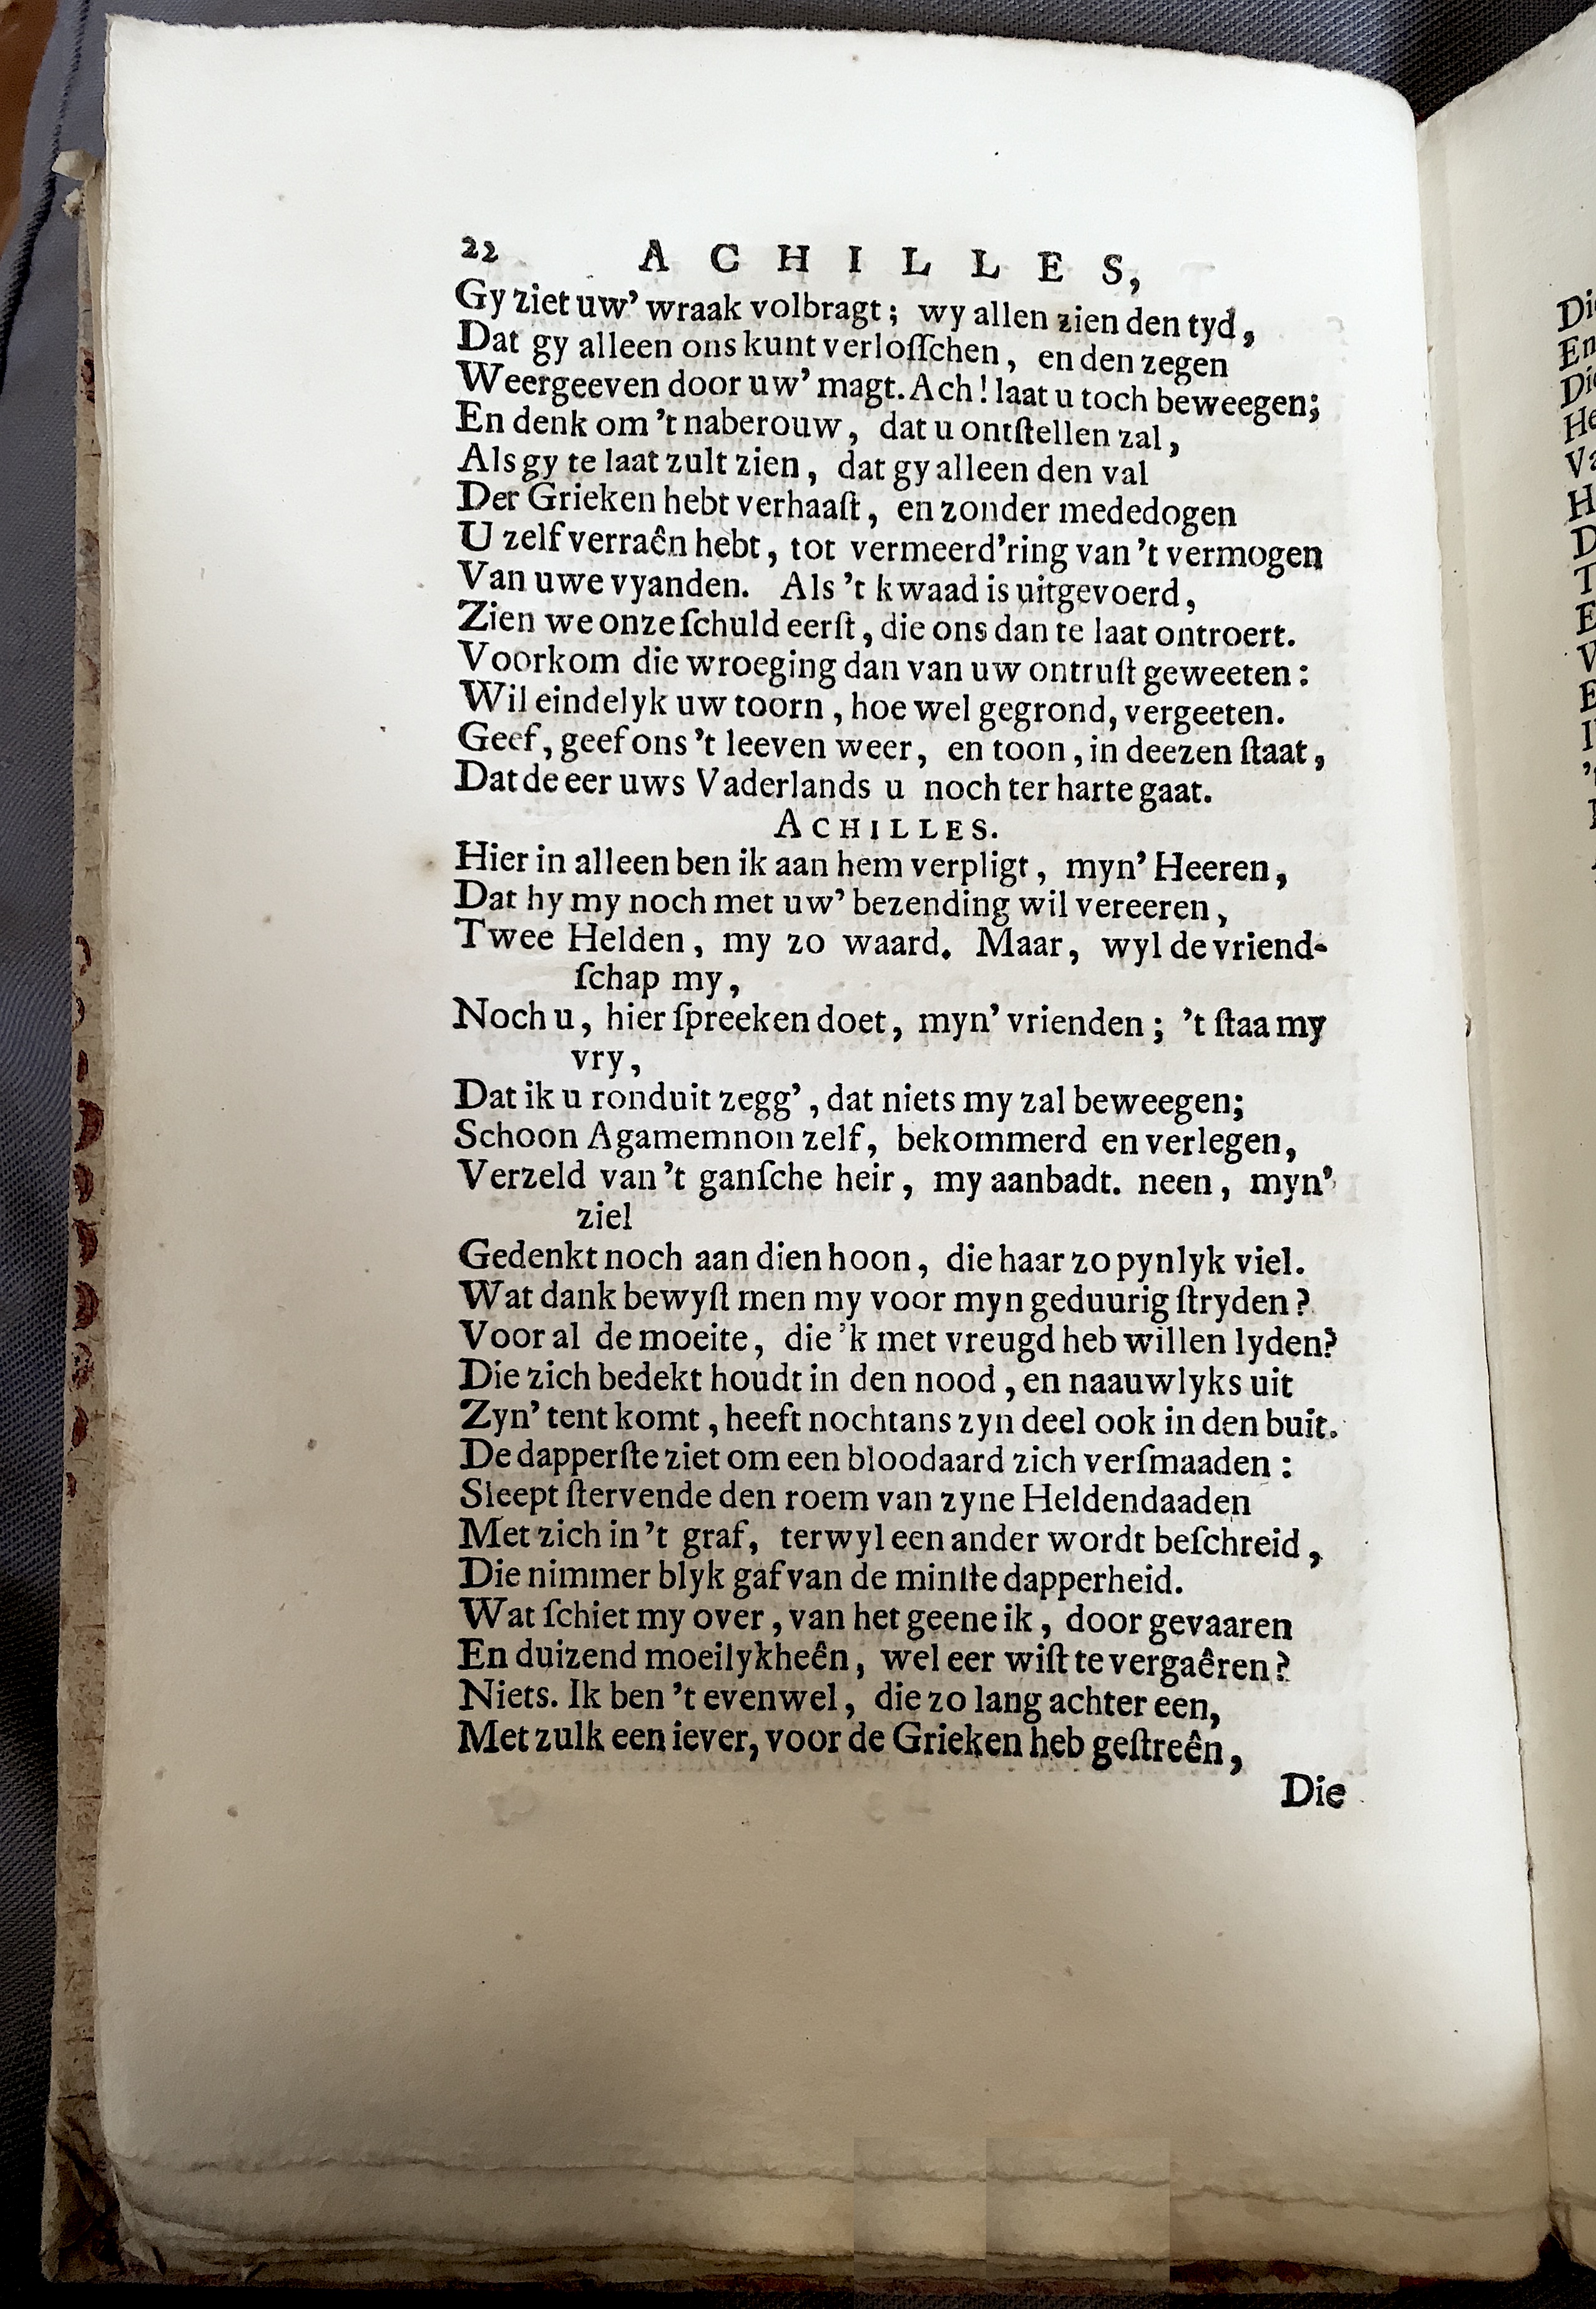 22 ACHILLES,
Gy ziet uw' wraak volbragt; wy allen zien den tyd,
Dat gy alleen ons kunt verloſſchen, en den zegen
Weergeeven door uw' magt. Ach! laat u toch beweegen;
En denk om 't naberouw, dat u ontſtellen zal,
Als gy te laat zult zien, dat gy alleen den val
Der Grieken hebt verhaaſt, en zonder mededogen
U zelf verraên hebt, tot vermeerd'ring van 't vermogen
Van uwe vyanden. Als 't kwaad is uitgevoerd,
Zien we onze ſchuld eerſt, die ons dan te laat ontroert.
Voorkom die wroeging dan van uw ontruſt geweeten:
Wil eindelyk uw toorn, hoe wel gegrond, vergeeten.
Geef, geef ons 't leeven weer, en toon, in deezen ſtaat,
Dat de eer uws Vaderlands u noch ter harte gaat.
ACHILLES.
Hier in alleen ben ik aan hem verpligt, myn' Heeren,
Dat hy my noch met uw' bezending wil vereeren,
Twee Helden, my zo waard. Maar, wyl de vriend-
ſchap my,
Noch u, hier ſpreeken doet, myn' vrienden; 't ſtaa my
vry,
Dat ik u ronduit zegg', dat niets my zal beweegen;
Schoon Agamemnon zelf, bekommerd en verlegen,
Verzeld van 't ganſche heir, my aanbadt. neen, myn'
ziel
Gedenkt noch aan dien hoon, die haar zo pynlyk viel.
Wat dank bewyſt men my voor myn geduurig ſtryden?
Voor al de moeite, die 'k met vreugd heb willen lyden?
Die zich bedekt houdt in den nood, en naauwlyks uit
Zyn' tent komt, heeft nochtans zyn deel ook in den buit.
De dapperſte ziet om een bloodaard zich verſmaaden:
Sleept ſtervende den roem van zyne Heldendaaden
Met zich in 't graf, terwyl een ander wordt beſchreid,
Die nimmer blyk gaf van de minſte dapperheid.
Wat ſchiet my over, van het geene ik, door gevaaren
En duizend moeilykheên, wel eer wiſt te vergaêren?
Niets. Ik ben 't evenwel, die zo lang achter een,
Met zulk een iever, voor de Grieken heb geſtreên,
Die